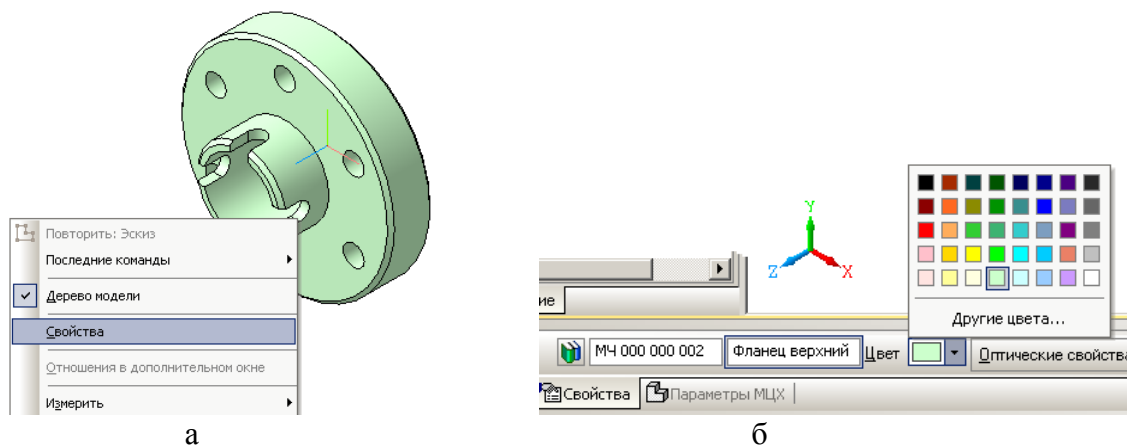 Повторить: Эскиз
Последние команды
Дерево модели
Свойства
Отношения в дополнительном окне
Измерить
а
Y
Z
X
ие
Другие цвета...
МЧ 000 000 002
Фланец верхний
Цвет
Оптические свойства
Свойства
Параметры МЦХ
б